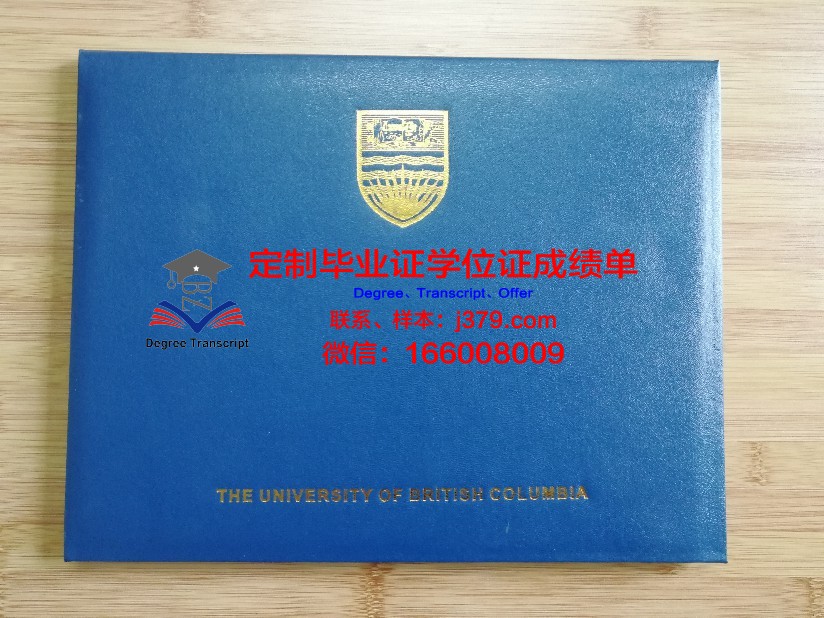 定制毕业证学位证成绩单
Degree、Transcript、Offer
联系、样本：j379.com
微信：166008009
BZ
Degree Transcript
THE UNIVERSITY OF BRITISH COLUMBIA